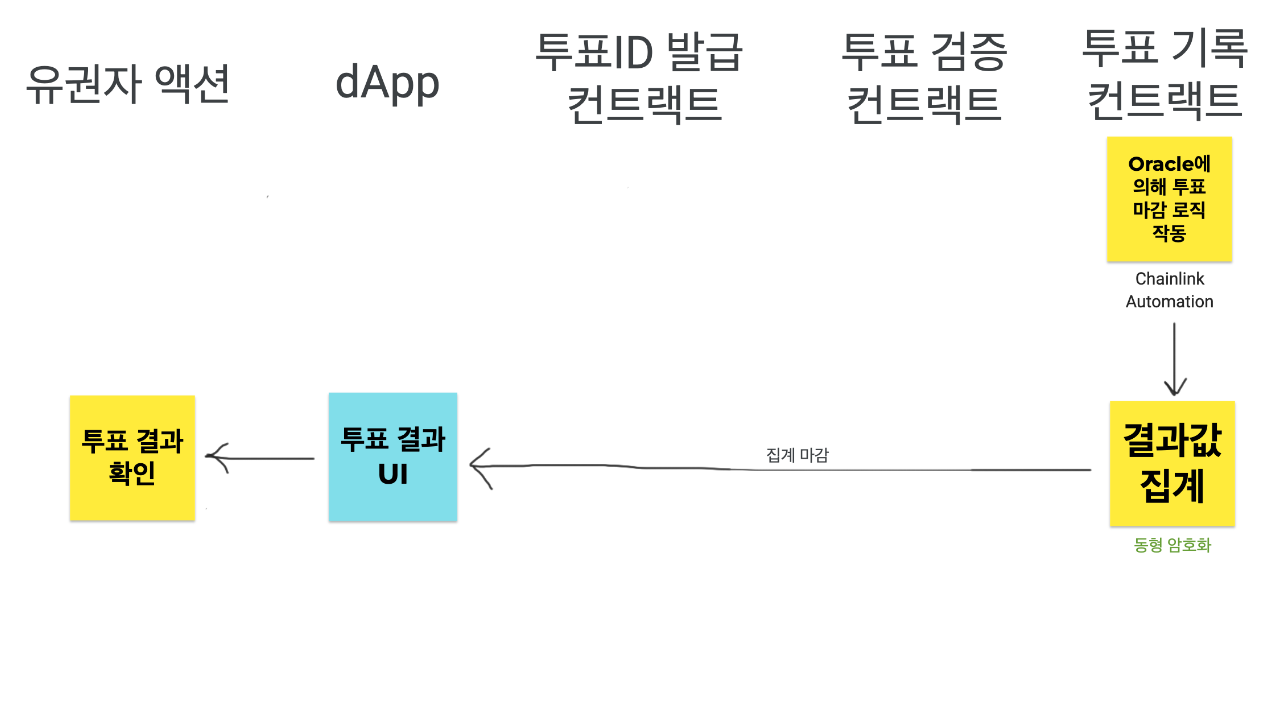 유권자 액션
dApp
투표ID 발급
컨트랙트
투표 검증
컨트랙트
투표 기록
컨트랙트
Oracle에
의해 투표
마감 로직
작동
Chainlink
Automation
투표 결과
확인
투표 결과
UI
집계 마감
결과값
집계
동형 암호화